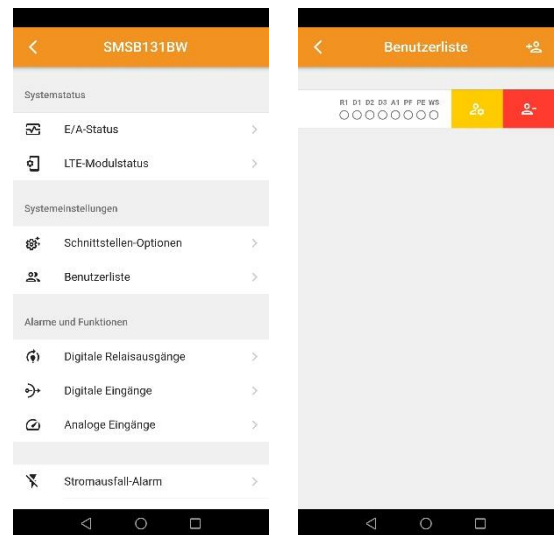 SMSB131BW
Systemstatus
E/A-Status
LTE-Modulstatus
Systemeinstellungen
Schnittstellen-Optionen
Benutzerliste
Alarme und Funktionen
Digitale Relaisausgänge
Digitale Eingänge
Analoge Eingänge
Stromausfall-Alarm
Benutzerliste
R1 D1 D2 D3 A1 PF PE WS